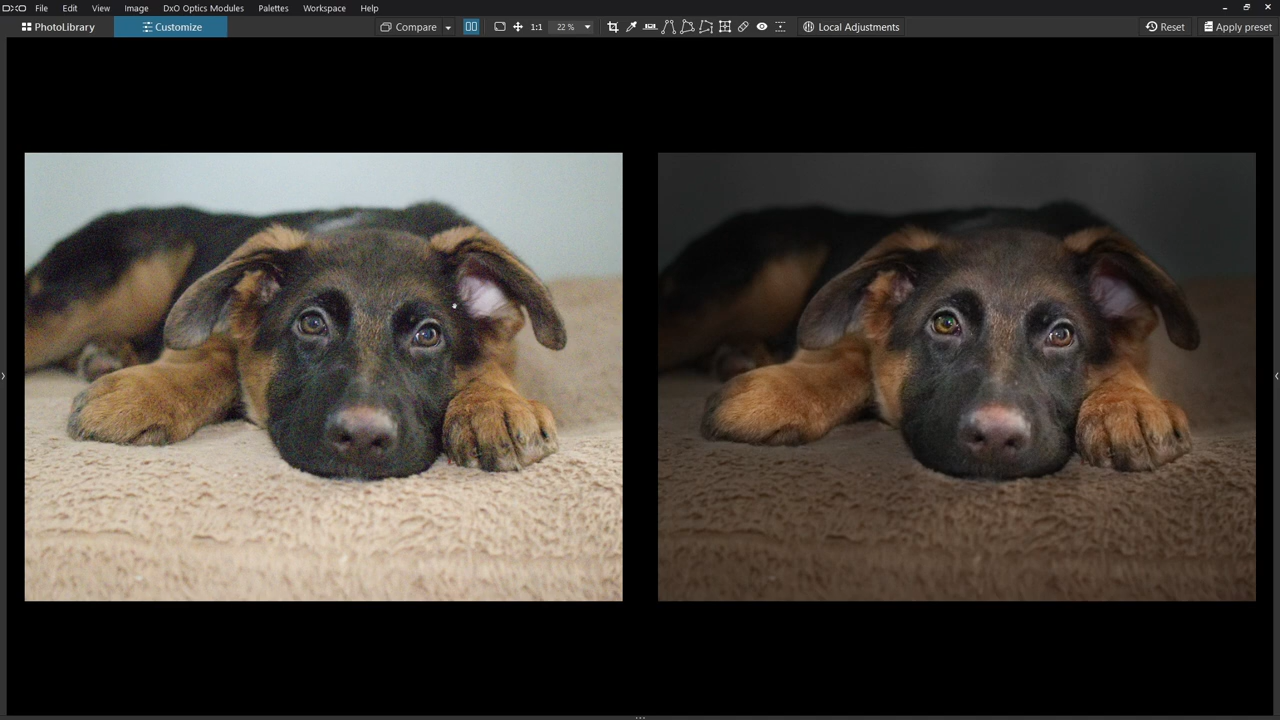 DXO File Edit View Image DxO Optics Modules Palettes Workspace Help
PhotoLibrary Customize Compare 1:1 22 % Local Adjustments Reset Apply preset